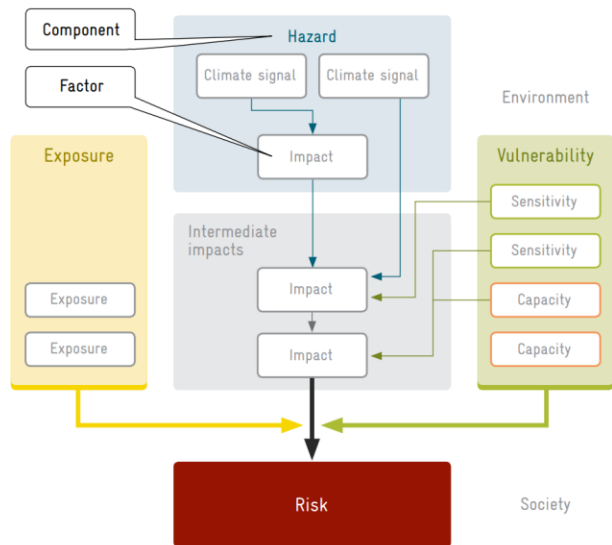 Component
Hazard
Climate signal
Climate signal
Factor
Environment
Exposure
Impact
Vulnerability
Sensitivity
Intermediate
impacts
Sensitivity
Impact
Exposure
Capacity
Impact
Exposure
Capacity
Risk
Society